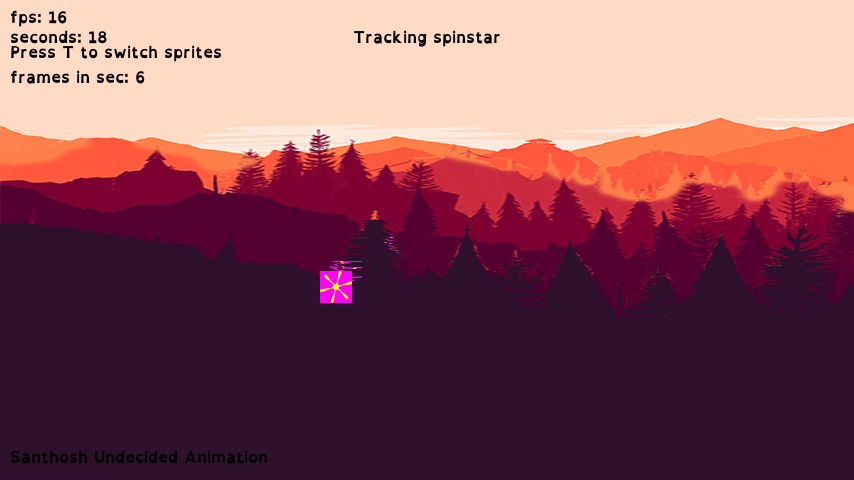 fps: 16
seconds: 18
Tracking spinstar
Press T to switch sprites
frames in sec: 6
Santhosh Undecided Animation